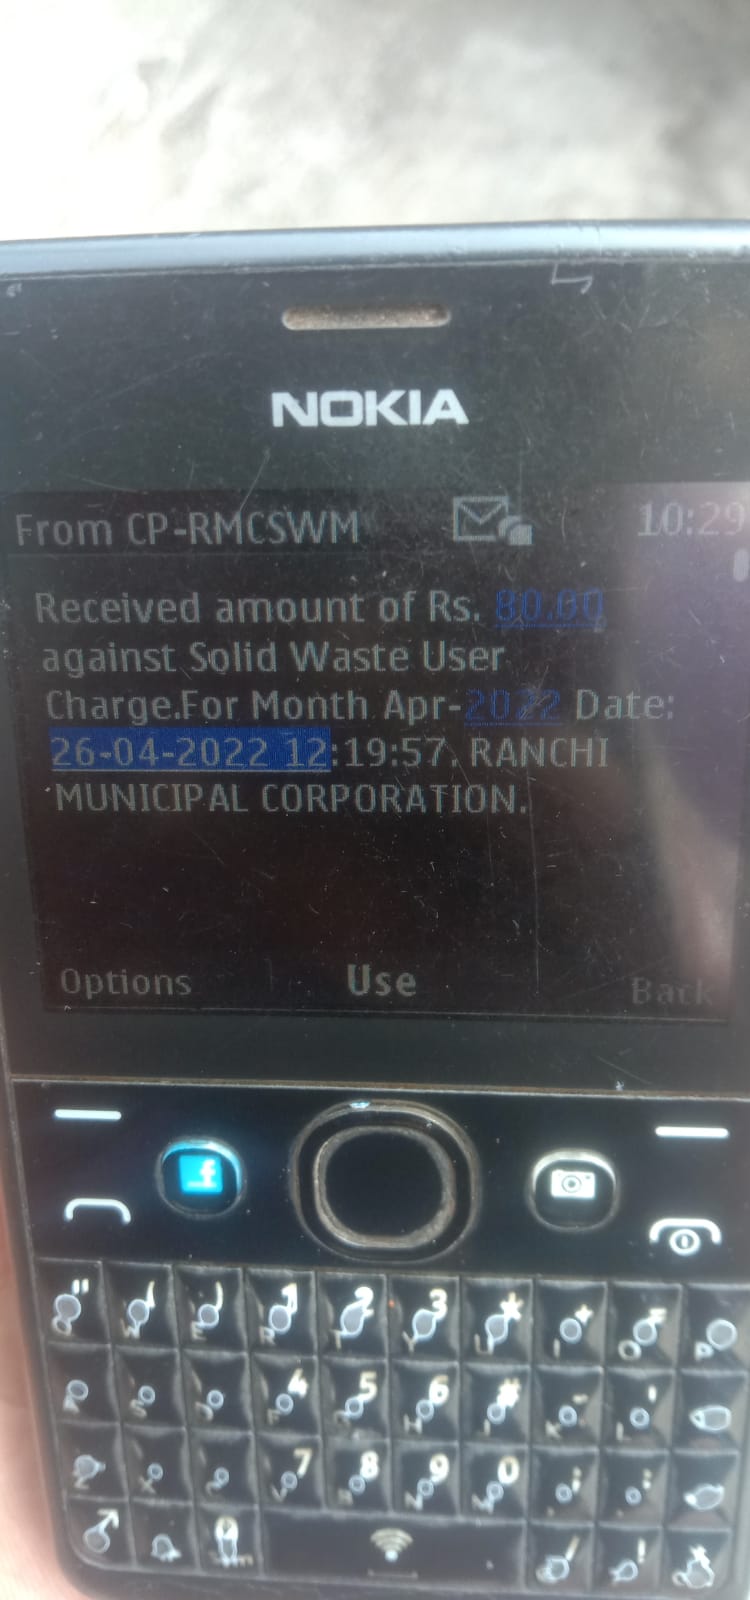 NOKIA
From CP-RMCSWM 10:29
Received amount of Rs. 80.00
against Solid Waste User
Charge.For Month Apr-2022 Date:
26-04-2022 12:19:57. RANCHI
MUNICIPAL CORPORATION.
Options Use Back
f